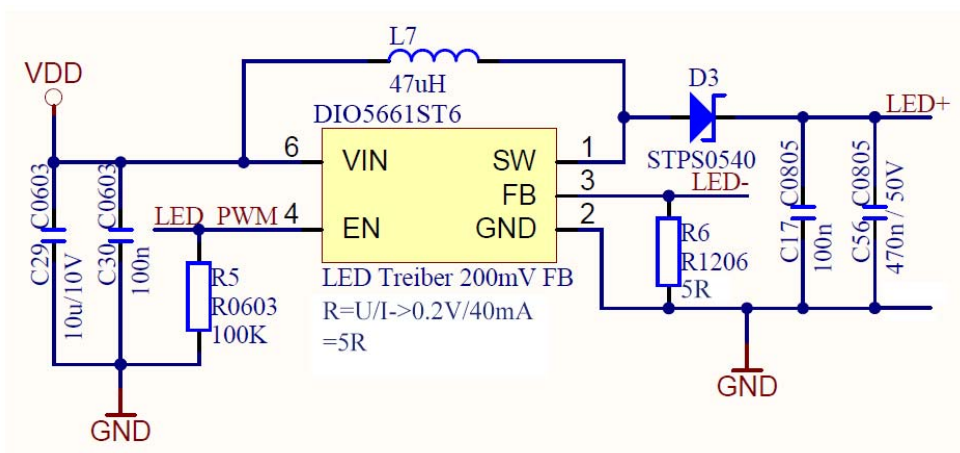 L7
47uH
VDD
DIO5661ST6
D3
STPS0540
LED+
6
VIN
SW
1
FB
3
LED-
LED_PWM
4
EN
GND
2
C29
C0603
10u/10V
C30
C0603
100n
R5
R0603
100K
LED Treiber 200mV FB
R=U/I->0.2V/40mA
=5R
R6
R1206
5R
C17
C0805
100n
C56
C0805
470n / 50V
GND
GND